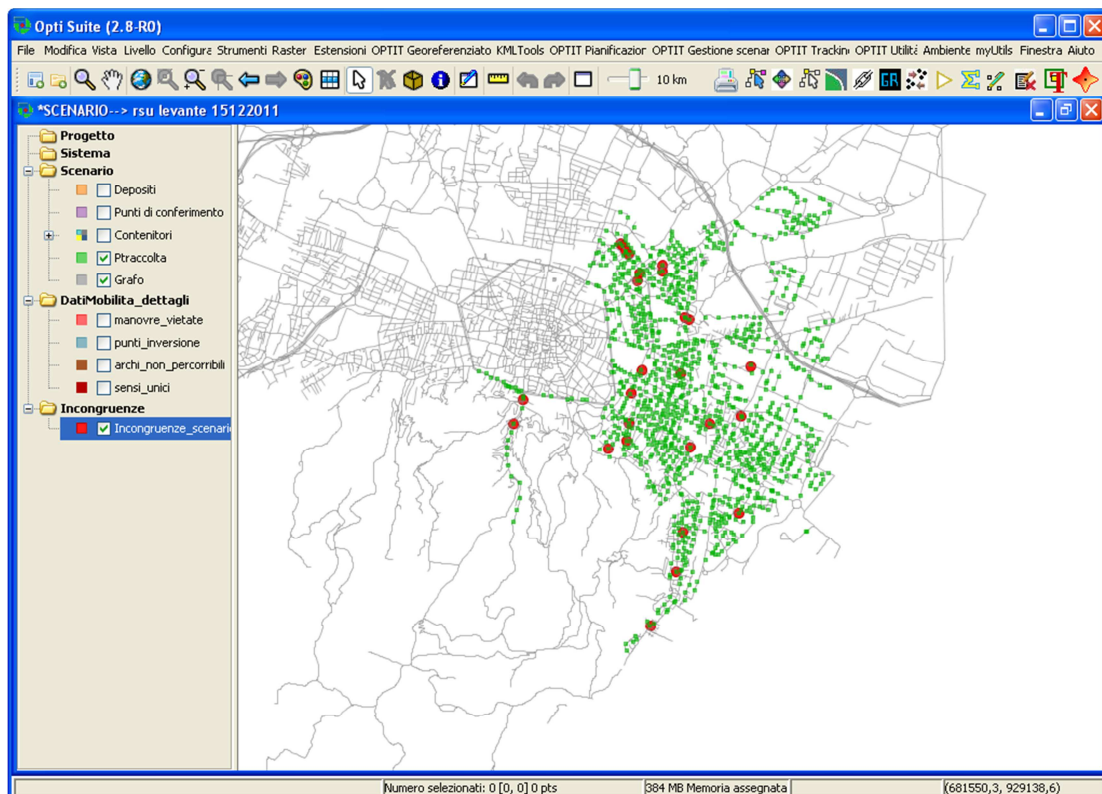 Opti Suite (2.8-R0)
File Modifica Vista Livello Configura Strumenti Raster Estensioni OPTIT Georeferenziato KMLTools OPTIT Pianificazior OPTIT Gestione scenar OPTIT Trackin OPTIT Utilità Ambiente myUtils Finestra Aiuto
10 km
GR
*SCENARIO--> rsu levante 15122011
Progetto
Sistema
Scenario
Depositi
Punti di conferimento
Contenitori
Ptraccolta
Grafo
DatiMobilita_dettagli
manovre_vietate
punti_inversione
archi_non_percorribili
sensi_unici
Incongruenze
Incongruenze_scenario
Numero selezionati: 0 [0, 0] 0 pts 384 MB Memoria assegnata (681550,3, 929138,6)